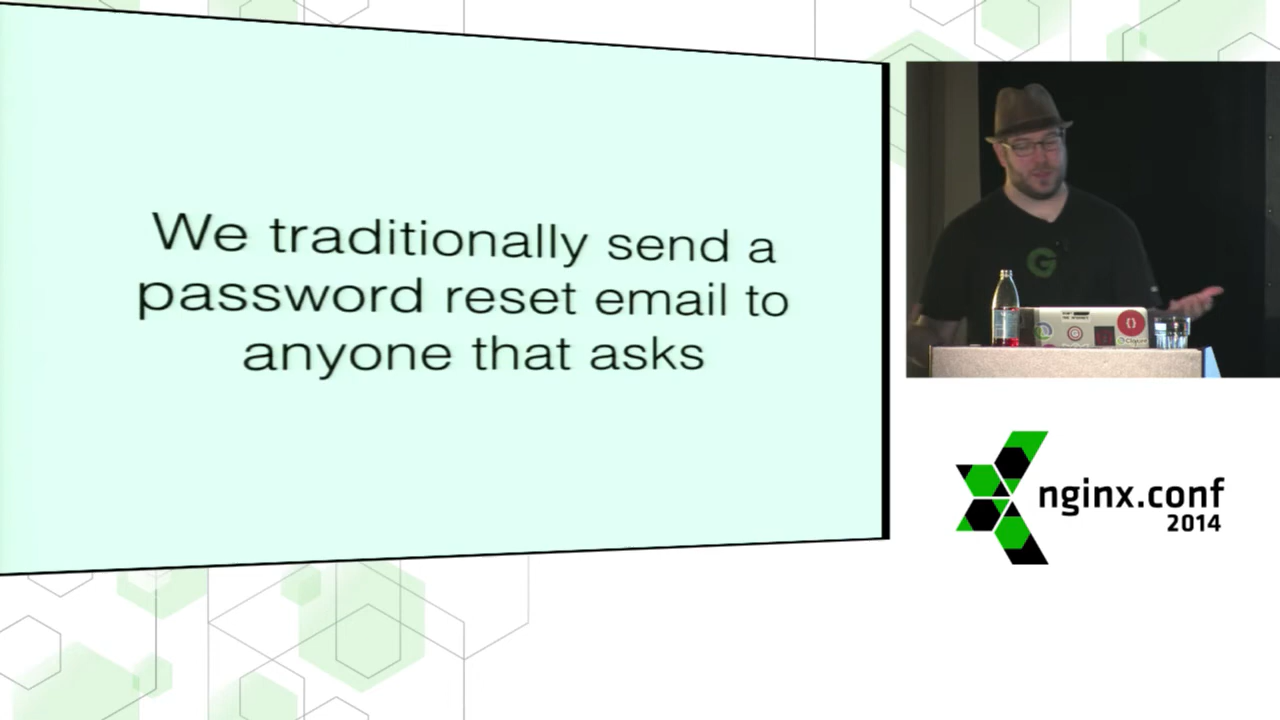 We traditionally send a
password reset email to
anyone that asks
G
{}
nginx.conf
2014